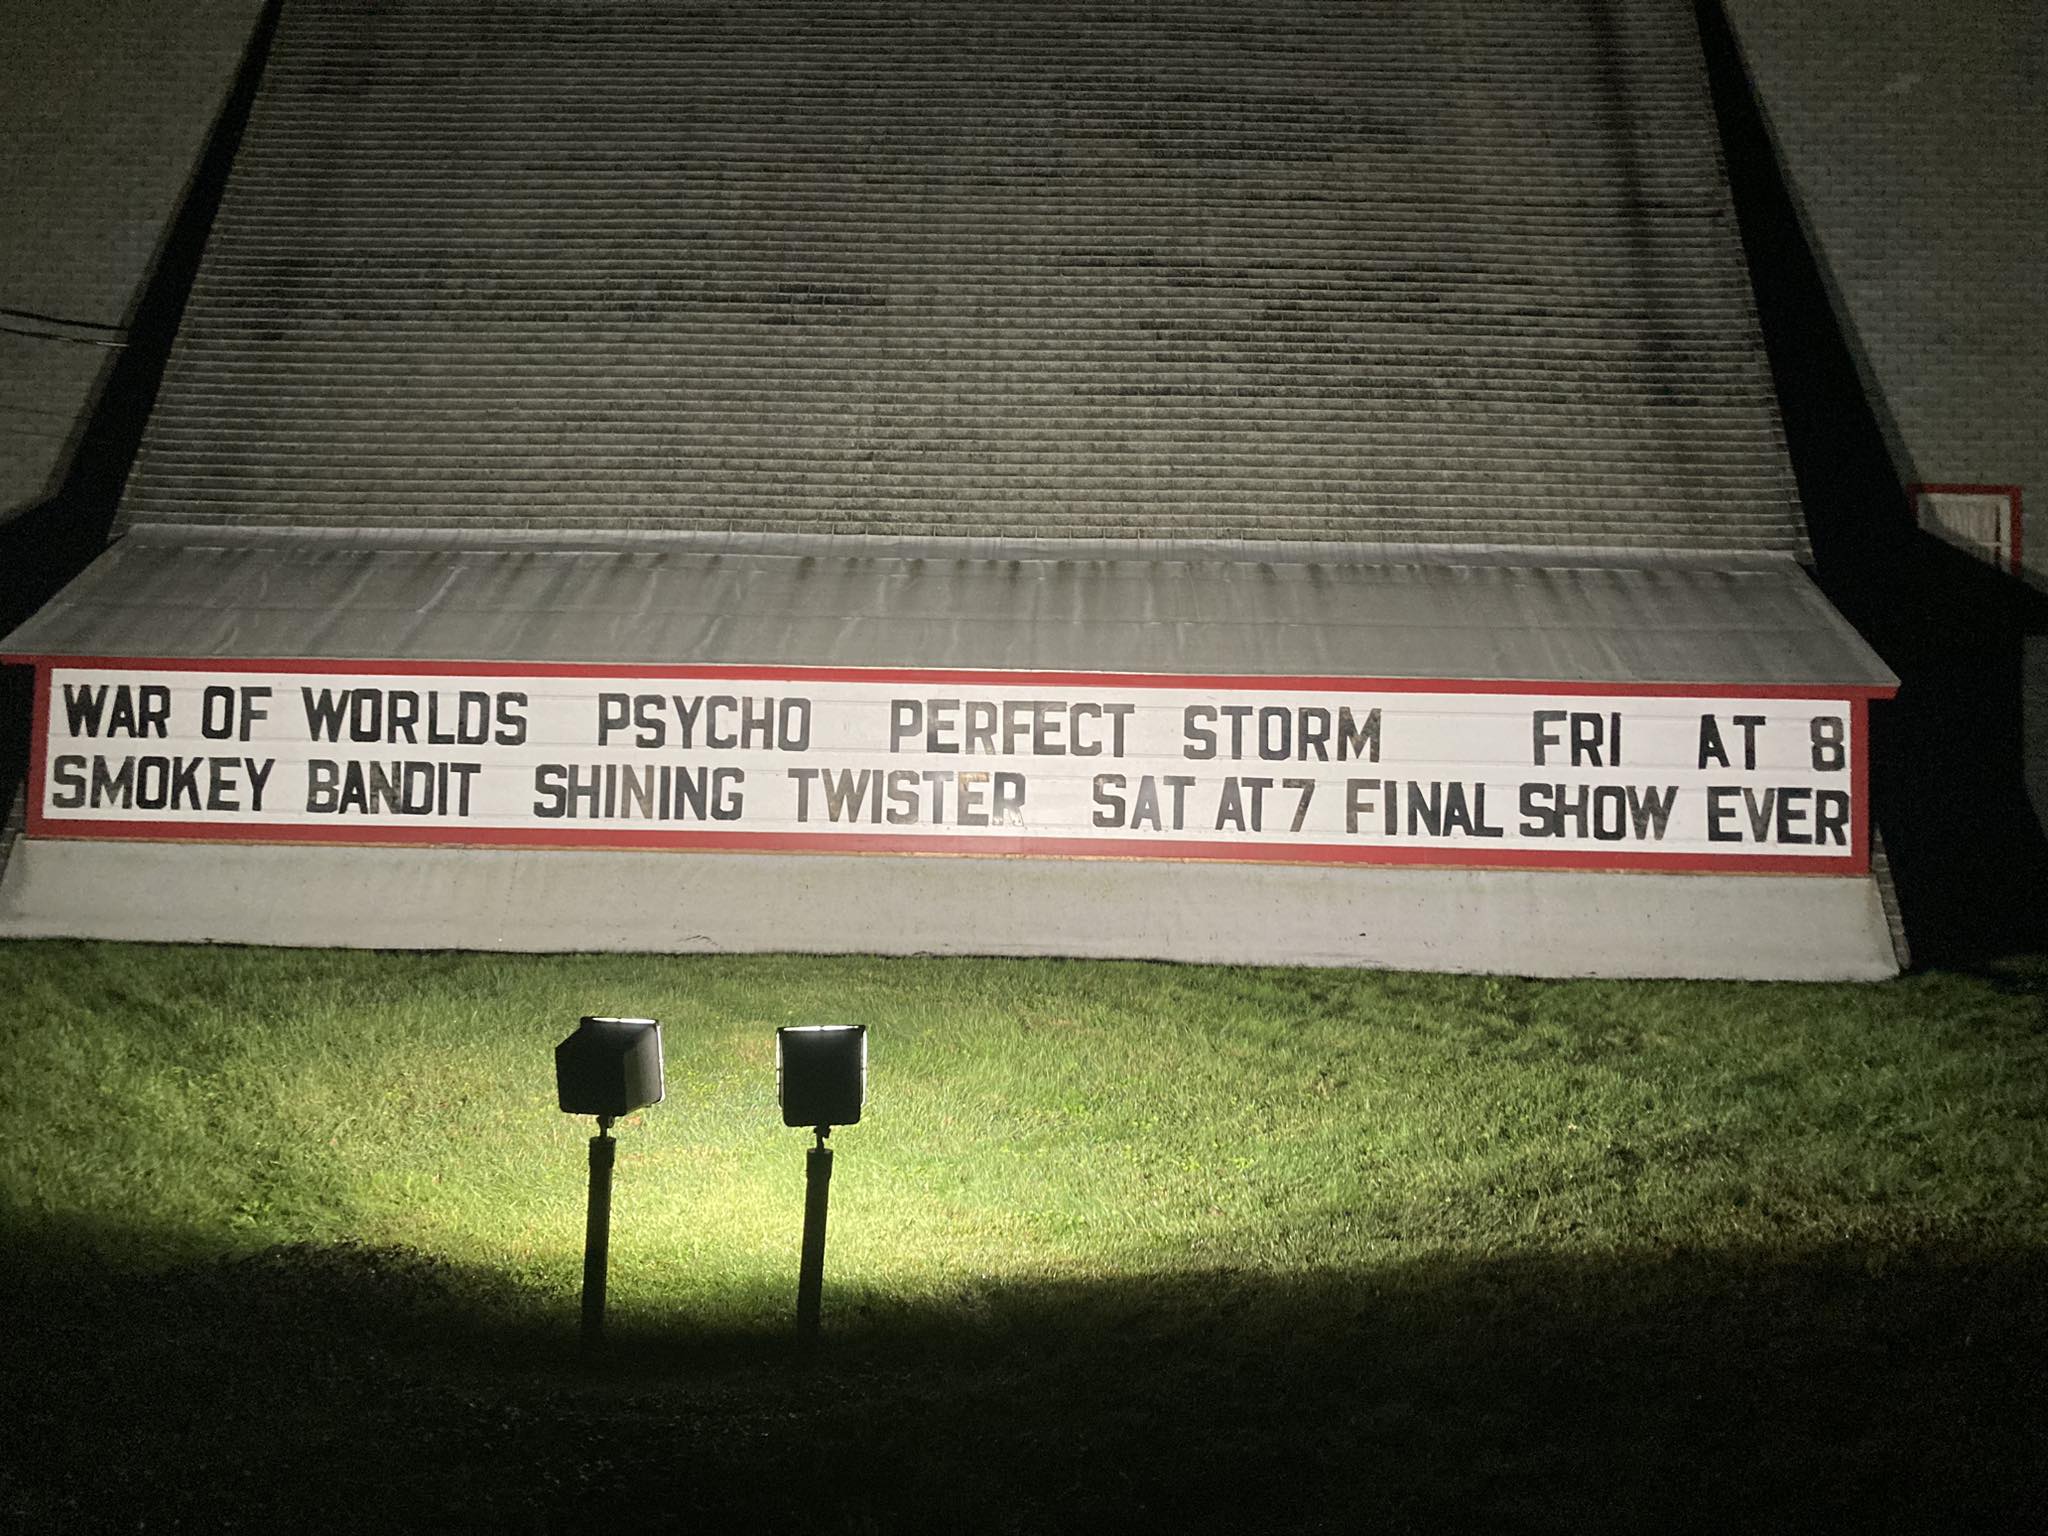 WAR OF WORLDS PSYCHO PERFECT STORM FRI AT 8
SMOKEY BANDIT SHINING TWISTER SAT AT 7 FINAL SHOW EVER